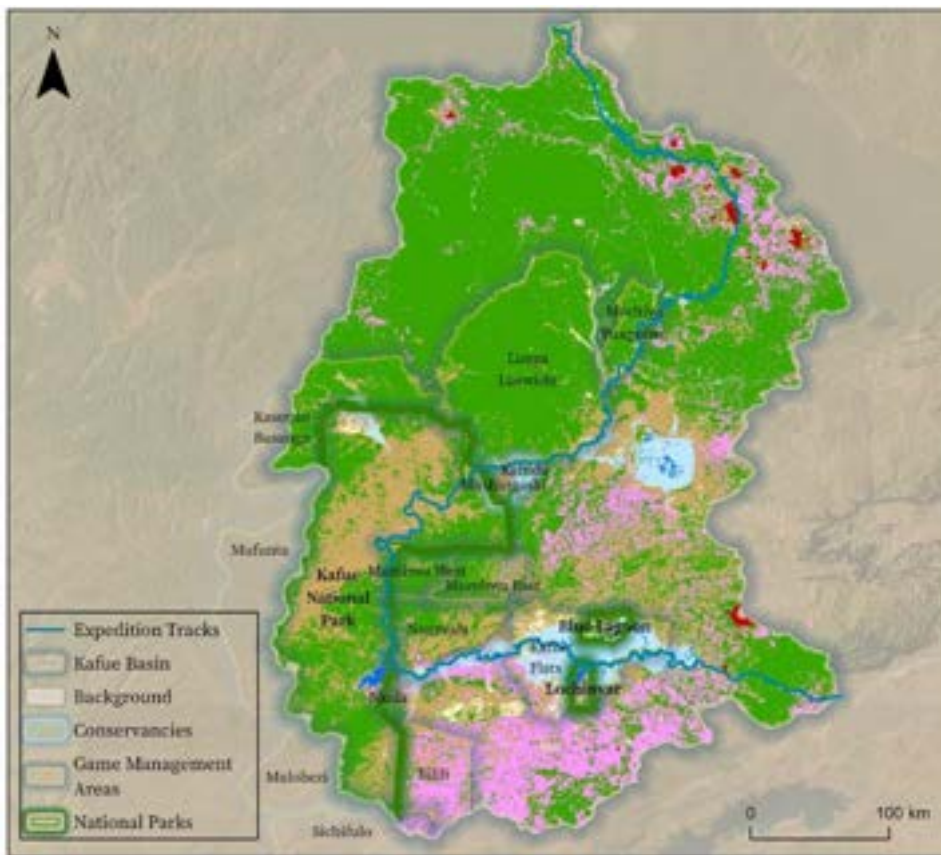 N
Lunga
Luswishi
Kasonso
Busanga
Kafue
Mufunta
Mumbwa West
Mumbwa East
Kafue
National
Park
Namwala
Blue Lagoon
Kafue
Flats
Lochinvar
Nkala
Mulobezi
Bilili
Sichifulo
Expedition Tracks
Kafue Basin
Background
Conservancies
Game Management
Areas
National Parks
0
100 km